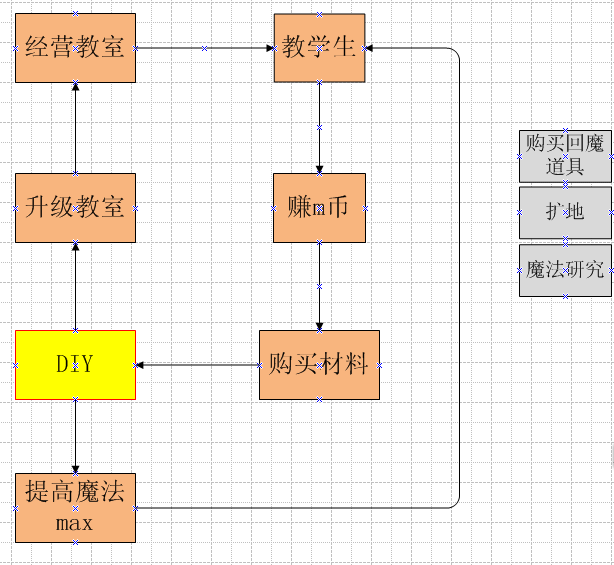 经营教室
教学生
购买回魔
道具
升级教室
赚m币
扩地
魔法研究
DIY
购买材料
提高魔法
max